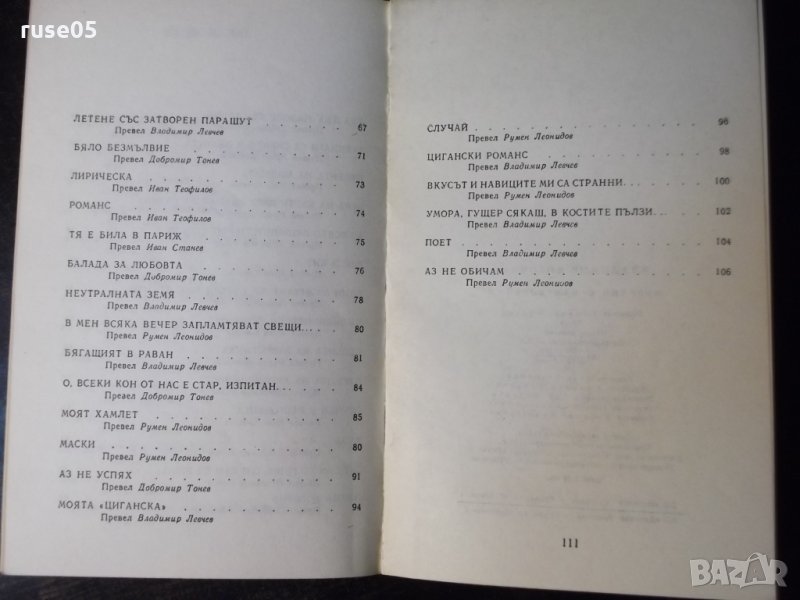 ruse05
ЛЕТЕНЕ СЪС ЗАТВОРЕН ПАРАШУТ . . . . . . . 67
Превел Владимир Левчев
БЯЛО БЕЗМЪЛВИЕ . . . . . . . . . . . 71
Превел Добромир Тонев
ЛИРИЧЕСКА . . . . . . . . . . . . . 73
Превел Иван Теофилов
РОМАНС . . . . . . . . . . . . . . 74
Превел Иван Теофилов
ТЯ Е БИЛА В ПАРИЖ . . . . . . . . . . 75
Превел Иван Станев
БАЛАДА ЗА ЛЮБОВТА . . . . . . . . . . 76
Превел Добромир Тонев
НЕУТРАЛНАТА ЗЕМЯ . . . . . . . . . . 78
Превел Владимир Левчев
В МЕН ВСЯКА ВЕЧЕР ЗАПЛАМТЯВАТ СВЕЩИ... . . 80
Превел Румен Леонидов
БЯГАЩИЯТ В РАВАН . . . . . . . . . . 81
Превел Владимир Левчев
О, ВСЕКИ КОН ОТ НАС Е СТАР, ИЗПИТАН... . . . 84
Превел Добромир Тонев
МОЯТ ХАМЛЕТ . . . . . . . . . . . . 85
Превел Румен Леонидов
МАСКИ . . . . . . . . . . . . . . 80
Превел Румен Леонидов
АЗ НЕ УСПЯХ . . . . . . . . . . . . 91
Превел Добромир Тонев
МОЯТА «ЦИГАНСКА» . . . . . . . . . . 94
Превел Владимир Левчев
СЛУЧАЙ . . . . . . . . . . . . . . 96
Превел Румен Леонидов
ЦИГАНСКИ РОМАНС . . . . . . . . . . 98
Превел Владимир Левчев
ВКУСЪТ И НАВИЦИТЕ МИ СА СТРАННИ... . . . . 100
Превел Румен Леонидов
УМОРА, ГУЩЕР СЯКАШ, В КОСТИТЕ ПЪЛЗИ... . . . 102
Превел Владимир Левчев
ПОЕТ . . . . . . . . . . . . . . . 104
Превел Владимир Левчев
АЗ НЕ ОБИЧАМ . . . . . . . . . . . . 106
Превел Румен Леонидов
111
BAZAR